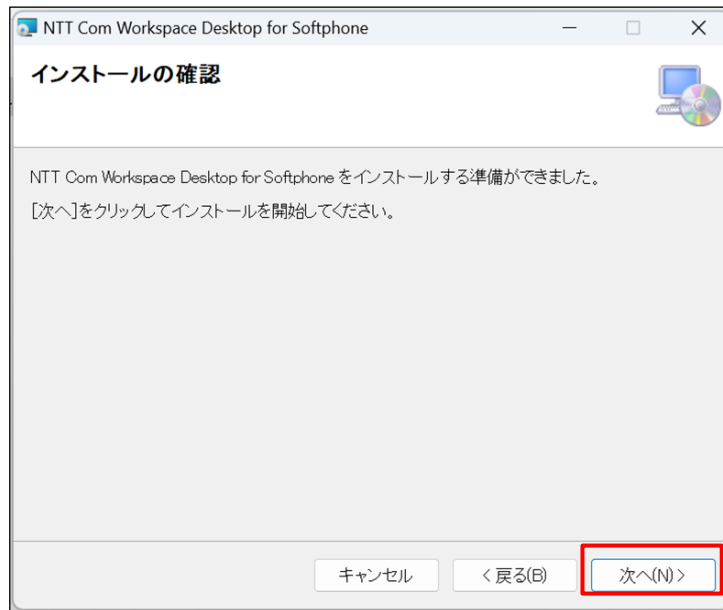 NTT Com Workspace Desktop for Softphone
インストールの確認
NTT Com Workspace Desktop for Softphone をインストールする準備ができました。
[次へ]をクリックしてインストールを開始してください。
キャンセル
< 戻る(B)
次へ(N) >